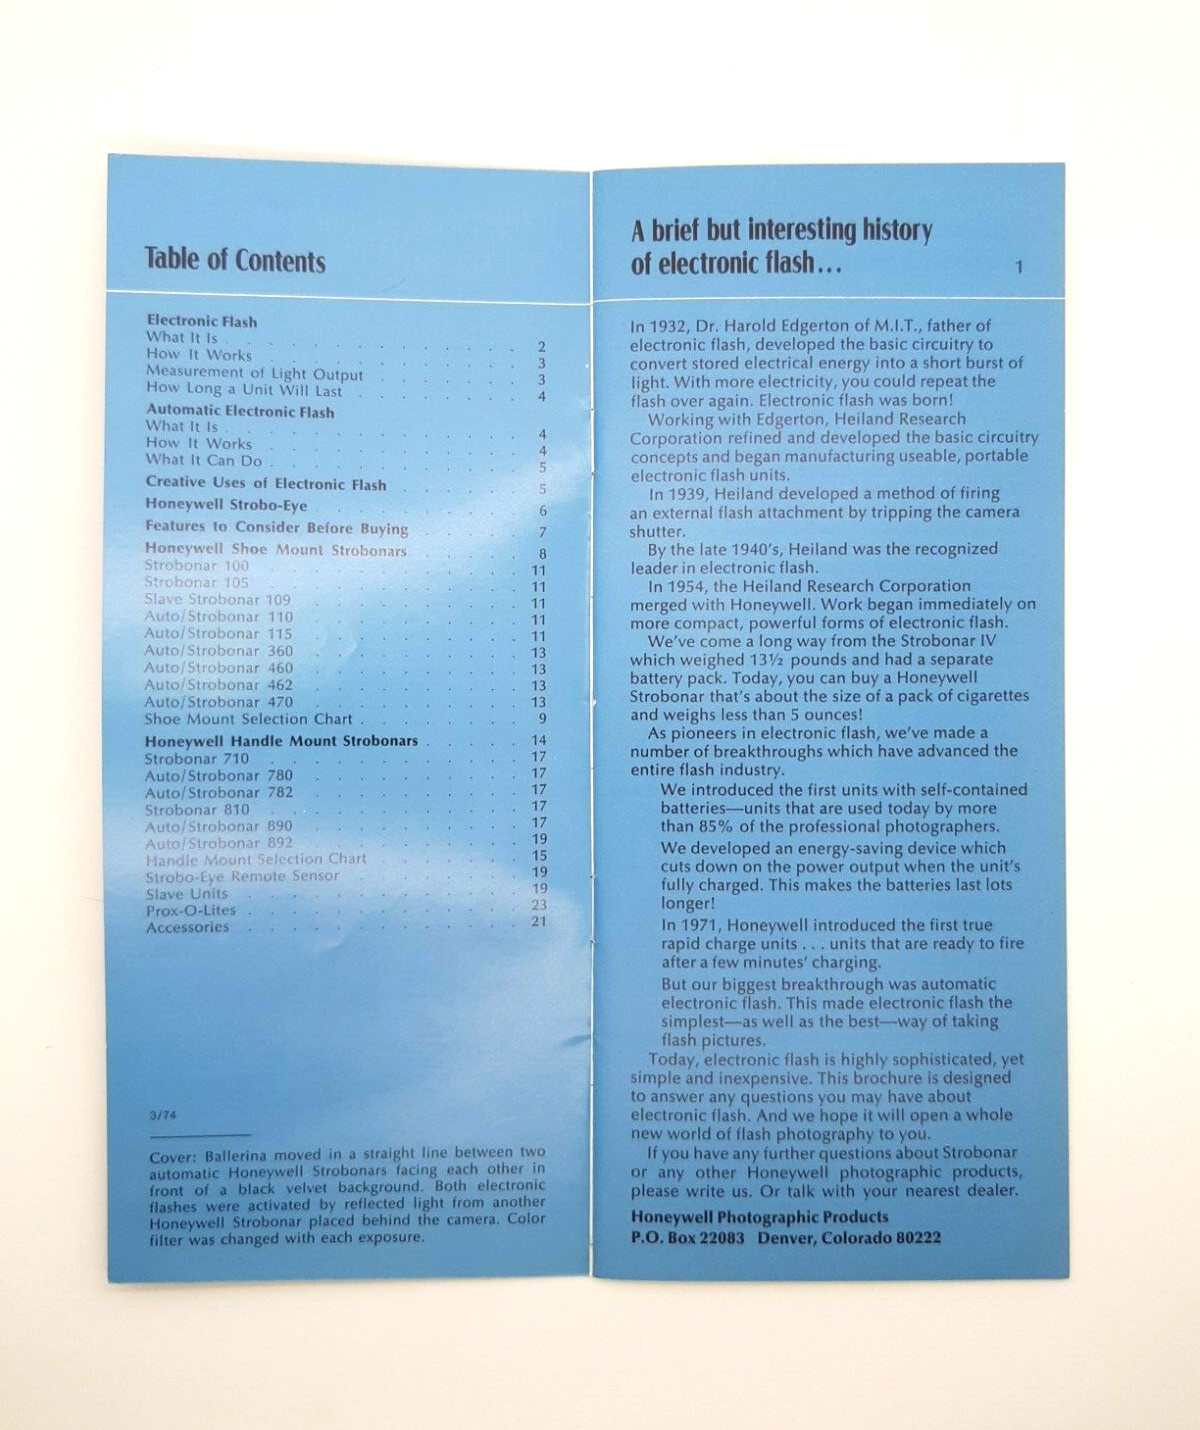 Table of Contents
Electronic Flash
What It Is . . . . . . . . . . . . 2
How It Works . . . . . . . . . . . 3
Measurement of Light Output . . . . . . 3
How Long a Unit Will Last . . . . . . . 4
Automatic Electronic Flash
What It Is . . . . . . . . . . . . 4
How It Works . . . . . . . . . . . 4
What It Can Do . . . . . . . . . . . 5
Creative Uses of Electronic Flash . . . . . . 5
Honeywell Strobo-Eye . . . . . . . . . 6
Features to Consider Before Buying . . . . . 7
Honeywell Shoe Mount Strobonars . . . . . 8
Strobonar 100 . . . . . . . . . . . 11
Strobonar 105 . . . . . . . . . . . 11
Slave Strobonar 109 . . . . . . . . . 11
Auto/Strobonar 110 . . . . . . . . . 11
Auto/Strobonar 115 . . . . . . . . . 11
Auto/Strobonar 360 . . . . . . . . . 13
Auto/Strobonar 460 . . . . . . . . . 13
Auto/Strobonar 462 . . . . . . . . . 13
Auto/Strobonar 470 . . . . . . . . . 13
Shoe Mount Selection Chart . . . . . . . 9
Honeywell Handle Mount Strobonars . . . . . 14
Strobonar 710 . . . . . . . . . . . 17
Auto/Strobonar 780 . . . . . . . . . 17
Auto/Strobonar 782 . . . . . . . . . 17
Strobonar 810 . . . . . . . . . . . 17
Auto/Strobonar 890 . . . . . . . . . 17
Auto/Strobonar 892 . . . . . . . . . 19
Handle Mount Selection Chart . . . . . . 15
Strobo-Eye Remote Sensor . . . . . . . 19
Slave Units . . . . . . . . . . . . 19
Prox-O-Lites . . . . . . . . . . . . 23
Accessories . . . . . . . . . . . . 21
3/74
Cover: Ballerina moved in a straight line between two
automatic Honeywell Strobonars facing each other in
front of a black velvet background. Both electronic
flashes were activated by reflected light from another
Honeywell Strobonar placed behind the camera. Color
filter was changed with each exposure.
A brief but interesting history
of electronic flash... 1
In 1932, Dr. Harold Edgerton of M.I.T., father of
electronic flash, developed the basic circuitry to
convert stored electrical energy into a short burst of
light. With more electricity, you could repeat the
flash over again. Electronic flash was born!
Working with Edgerton, Heiland Research
Corporation refined and developed the basic circuitry
concepts and began manufacturing useable, portable
electronic flash units.
In 1939, Heiland developed a method of firing
an external flash attachment by tripping the camera
shutter.
By the late 1940's, Heiland was the recognized
leader in electronic flash.
In 1954, the Heiland Research Corporation
merged with Honeywell. Work began immediately on
more compact, powerful forms of electronic flash.
We've come a long way from the Strobonar IV
which weighed 13½ pounds and had a separate
battery pack. Today, you can buy a Honeywell
Strobonar that's about the size of a pack of cigarettes
and weighs less than 5 ounces!
As pioneers in electronic flash, we've made a
number of breakthroughs which have advanced the
entire flash industry.
We introduced the first units with self-contained
batteries—units that are used today by more
than 85% of the professional photographers.
We developed an energy-saving device which
cuts down on the power output when the unit's
fully charged. This makes the batteries last lots
longer!
In 1971, Honeywell introduced the first true
rapid charge units . . . units that are ready to fire
after a few minutes' charging.
But our biggest breakthrough was automatic
electronic flash. This made electronic flash the
simplest—as well as the best—way of taking
flash pictures.
Today, electronic flash is highly sophisticated, yet
simple and inexpensive. This brochure is designed
to answer any questions you may have about
electronic flash. And we hope it will open a whole
new world of flash photography to you.
If you have any further questions about Strobonar
or any other Honeywell photographic products,
please write us. Or talk with your nearest dealer.
Honeywell Photographic Products
P.O. Box 22083 Denver, Colorado 80222